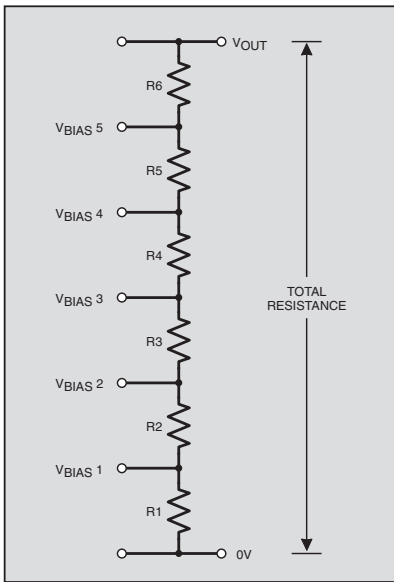 VOUT
R6
VBIAS 5
R5
VBIAS 4
R4
TOTAL
RESISTANCE
VBIAS 3
R3
VBIAS 2
R2
VBIAS 1
R1
0V